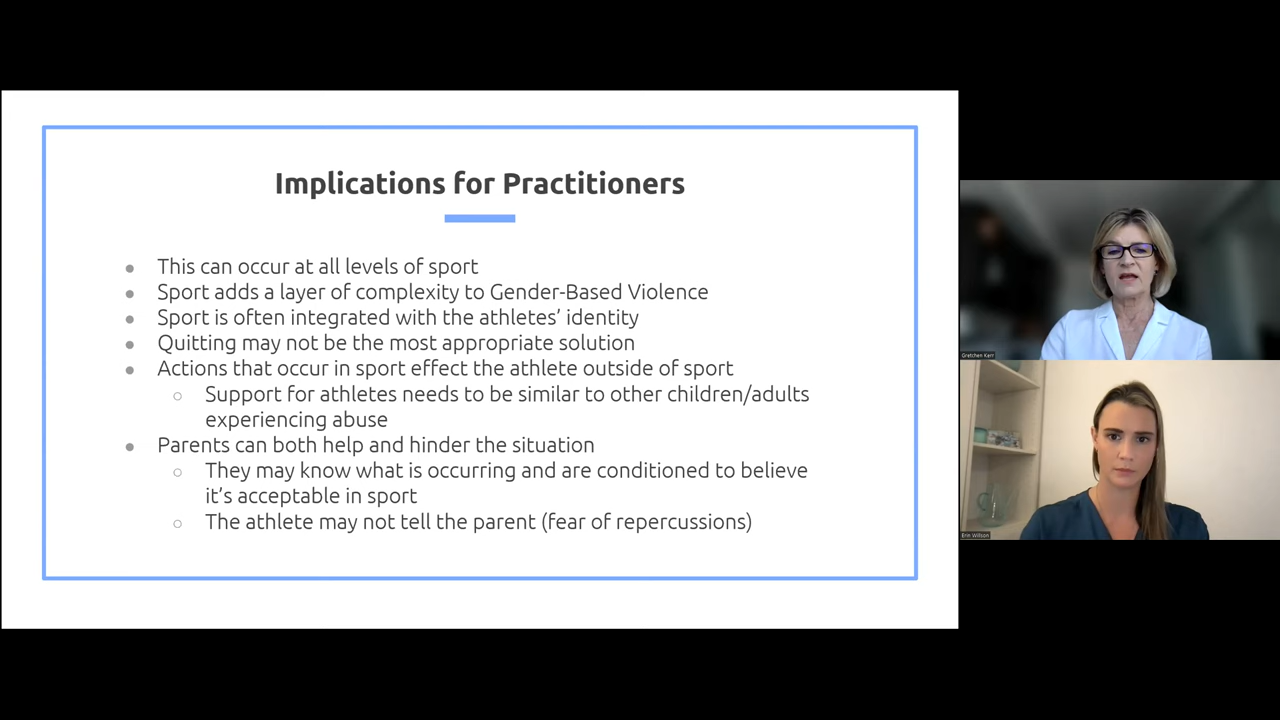 Implications for Practitioners
This can occur at all levels of sport
Sport adds a layer of complexity to Gender-Based Violence
Sport is often integrated with the athletes’ identity
Quitting may not be the most appropriate solution
Actions that occur in sport effect the athlete outside of sport
Support for athletes needs to be similar to other children/adults
experiencing abuse
Parents can both help and hinder the situation
They may know what is occurring and are conditioned to believe
it’s acceptable in sport
The athlete may not tell the parent (fear of repercussions)
Gretchen Kerr
Erin Willson